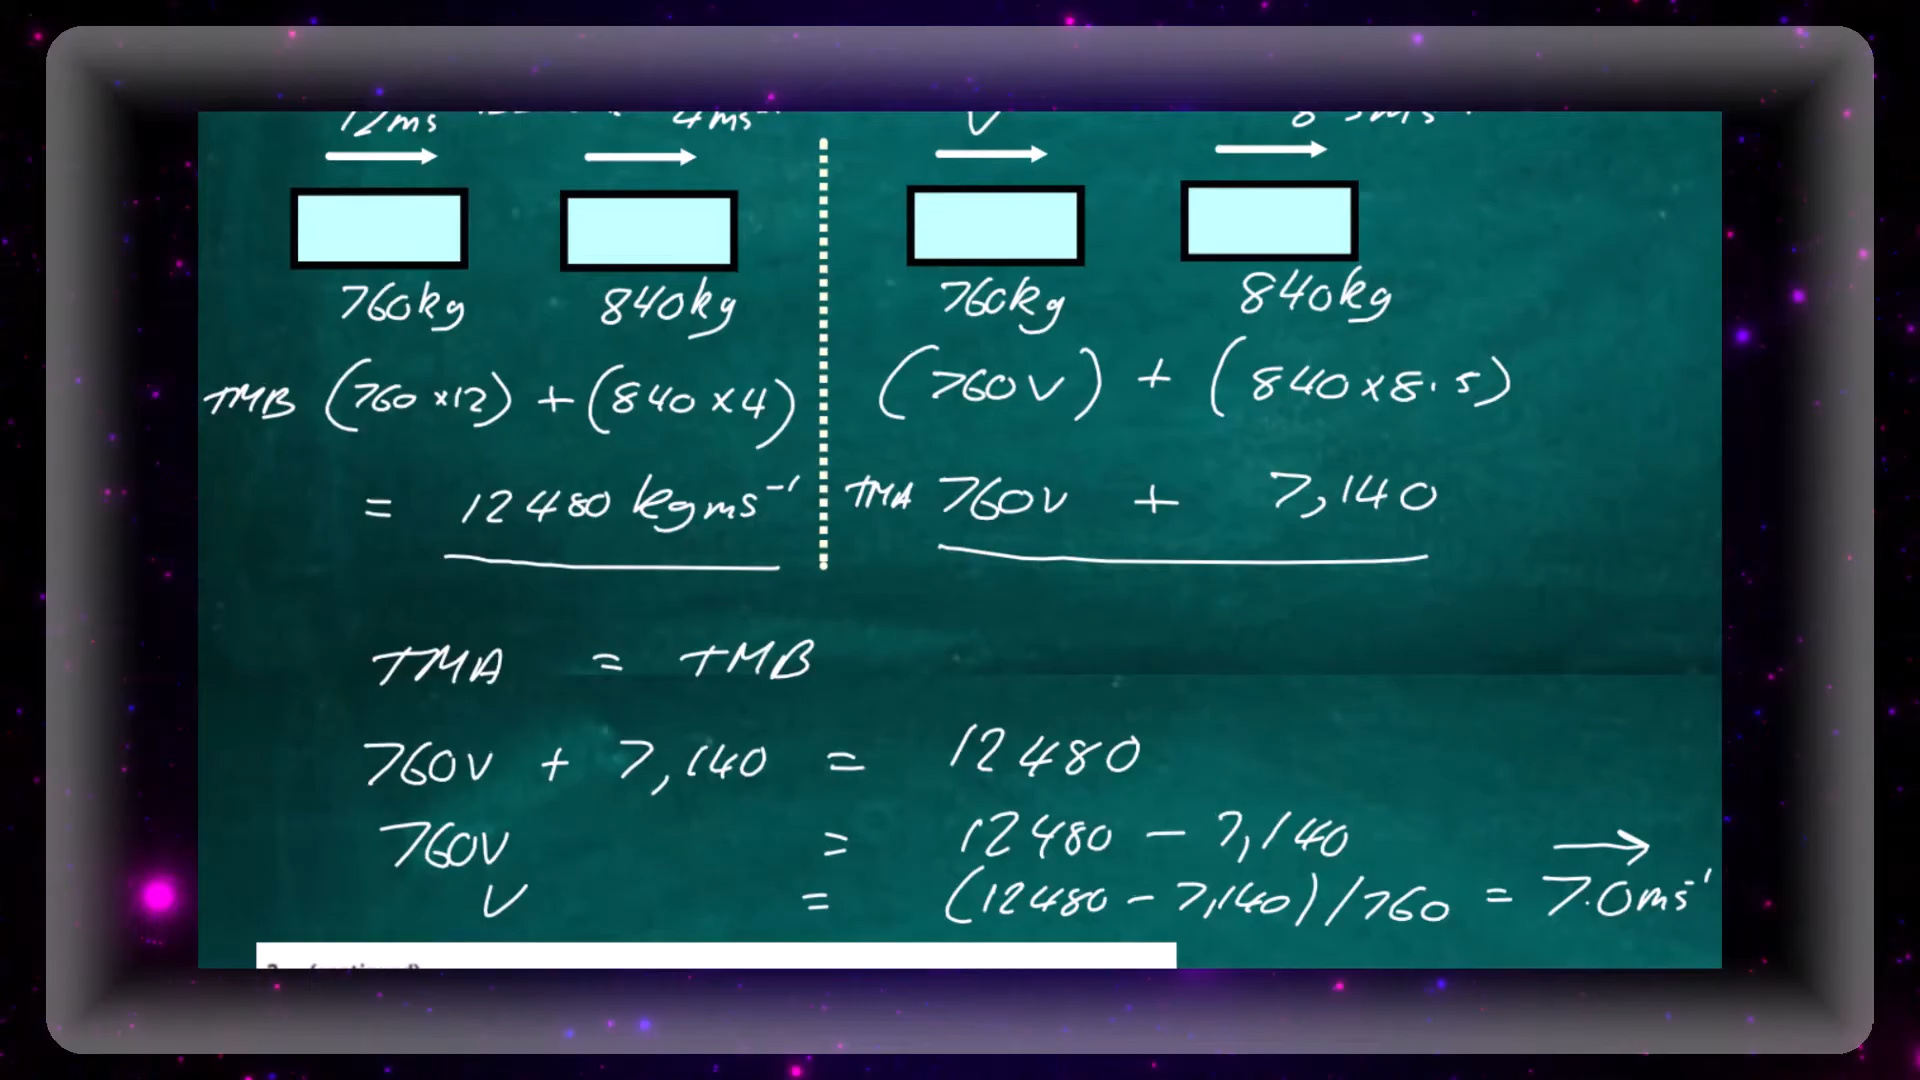 12ms 4ms V
760kg 840kg 760kg 840kg
TMB (760 ×12) + (840 ×4) (760V) + (840×8.5)
= 12480 kgms⁻¹ TMA 760V + 7,140
TMA = TMB
760V + 7,140 = 12480
760V = 12480 – 7,140
V = (12480 – 7,140)/760 = 7.0ms⁻¹